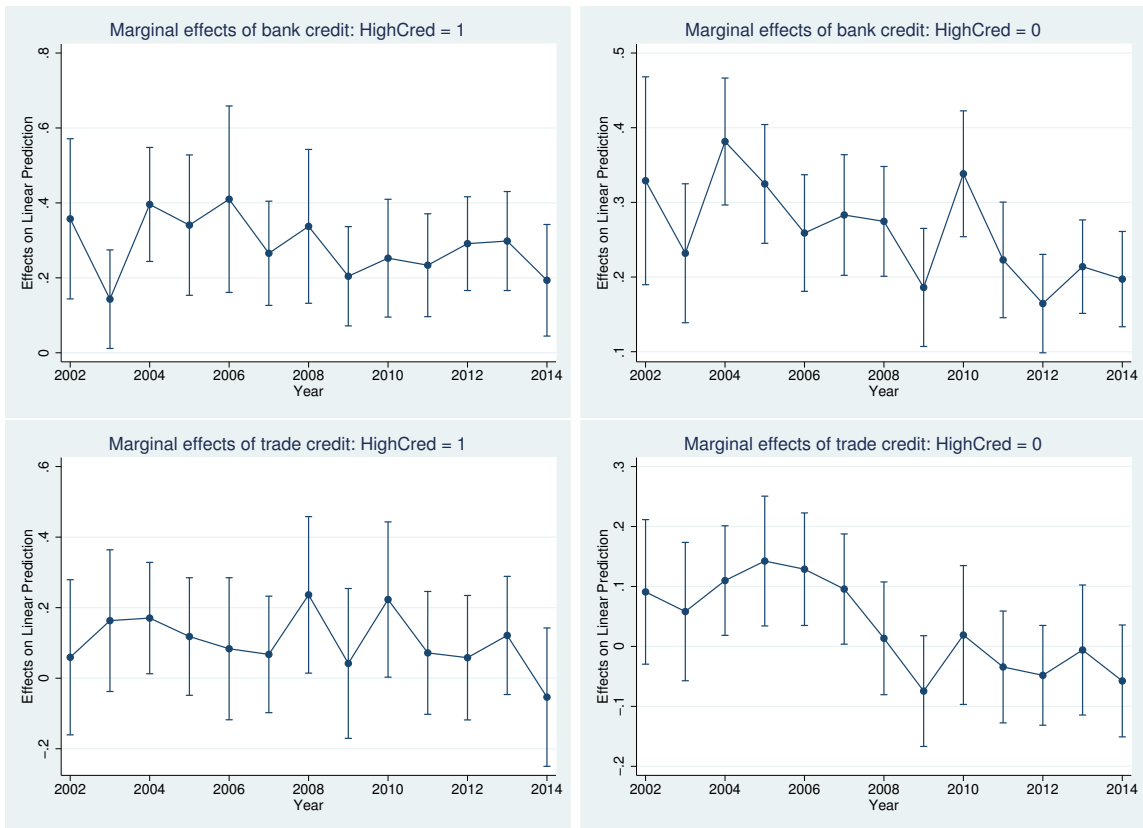 Marginal effects of bank credit: HighCred = 1
Effects on Linear Prediction
.8
.6
.4
.2
0
2002 2004 2006 2008 2010 2012 2014
Year
Marginal effects of bank credit: HighCred = 0
Effects on Linear Prediction
.5
.4
.3
.2
.1
2002 2004 2006 2008 2010 2012 2014
Year
Marginal effects of trade credit: HighCred = 1
Effects on Linear Prediction
.6
.4
.2
0
−.2
2002 2004 2006 2008 2010 2012 2014
Year
Marginal effects of trade credit: HighCred = 0
Effects on Linear Prediction
.3
.2
.1
0
−.1
−.2
2002 2004 2006 2008 2010 2012 2014
Year